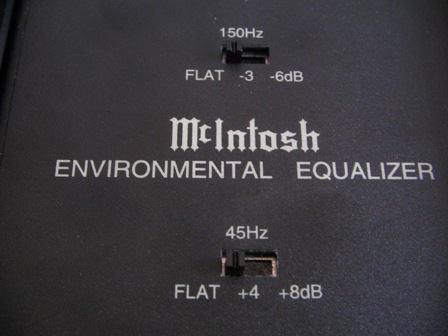 150Hz
FLAT -3 -6dB
McIntosh
ENVIRONMENTAL EQUALIZER
45Hz
FLAT +4 +8dB